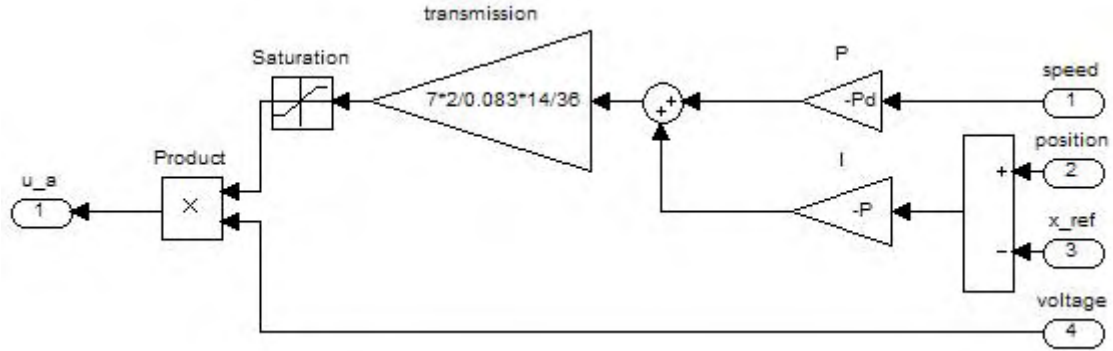 transmission
Saturation
P
speed
7*2/0.083*14/36
+
+
-Pd
1
position
Product
I
+
2
u_a
x_ref
1
×
-P
−
3
voltage
4